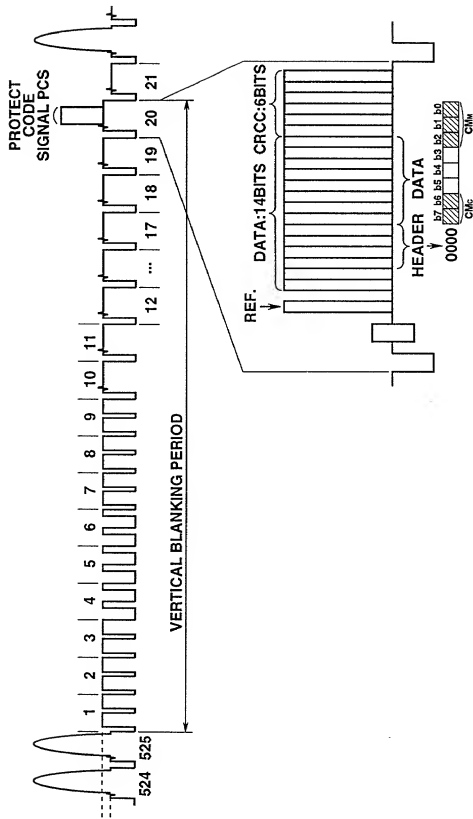 PROTECT
CODE
SIGNAL PCS
524
525
1
2
3
4
5
6
7
8
9
10
11
12
...
17
18
19
20
21
VERTICAL BLANKING PERIOD
REF.
DATA:14BITS
CRCC:6BITS
HEADER
DATA
0000
b7 b6 b5 b4 b3 b2 b1 b0
CMC
CMM